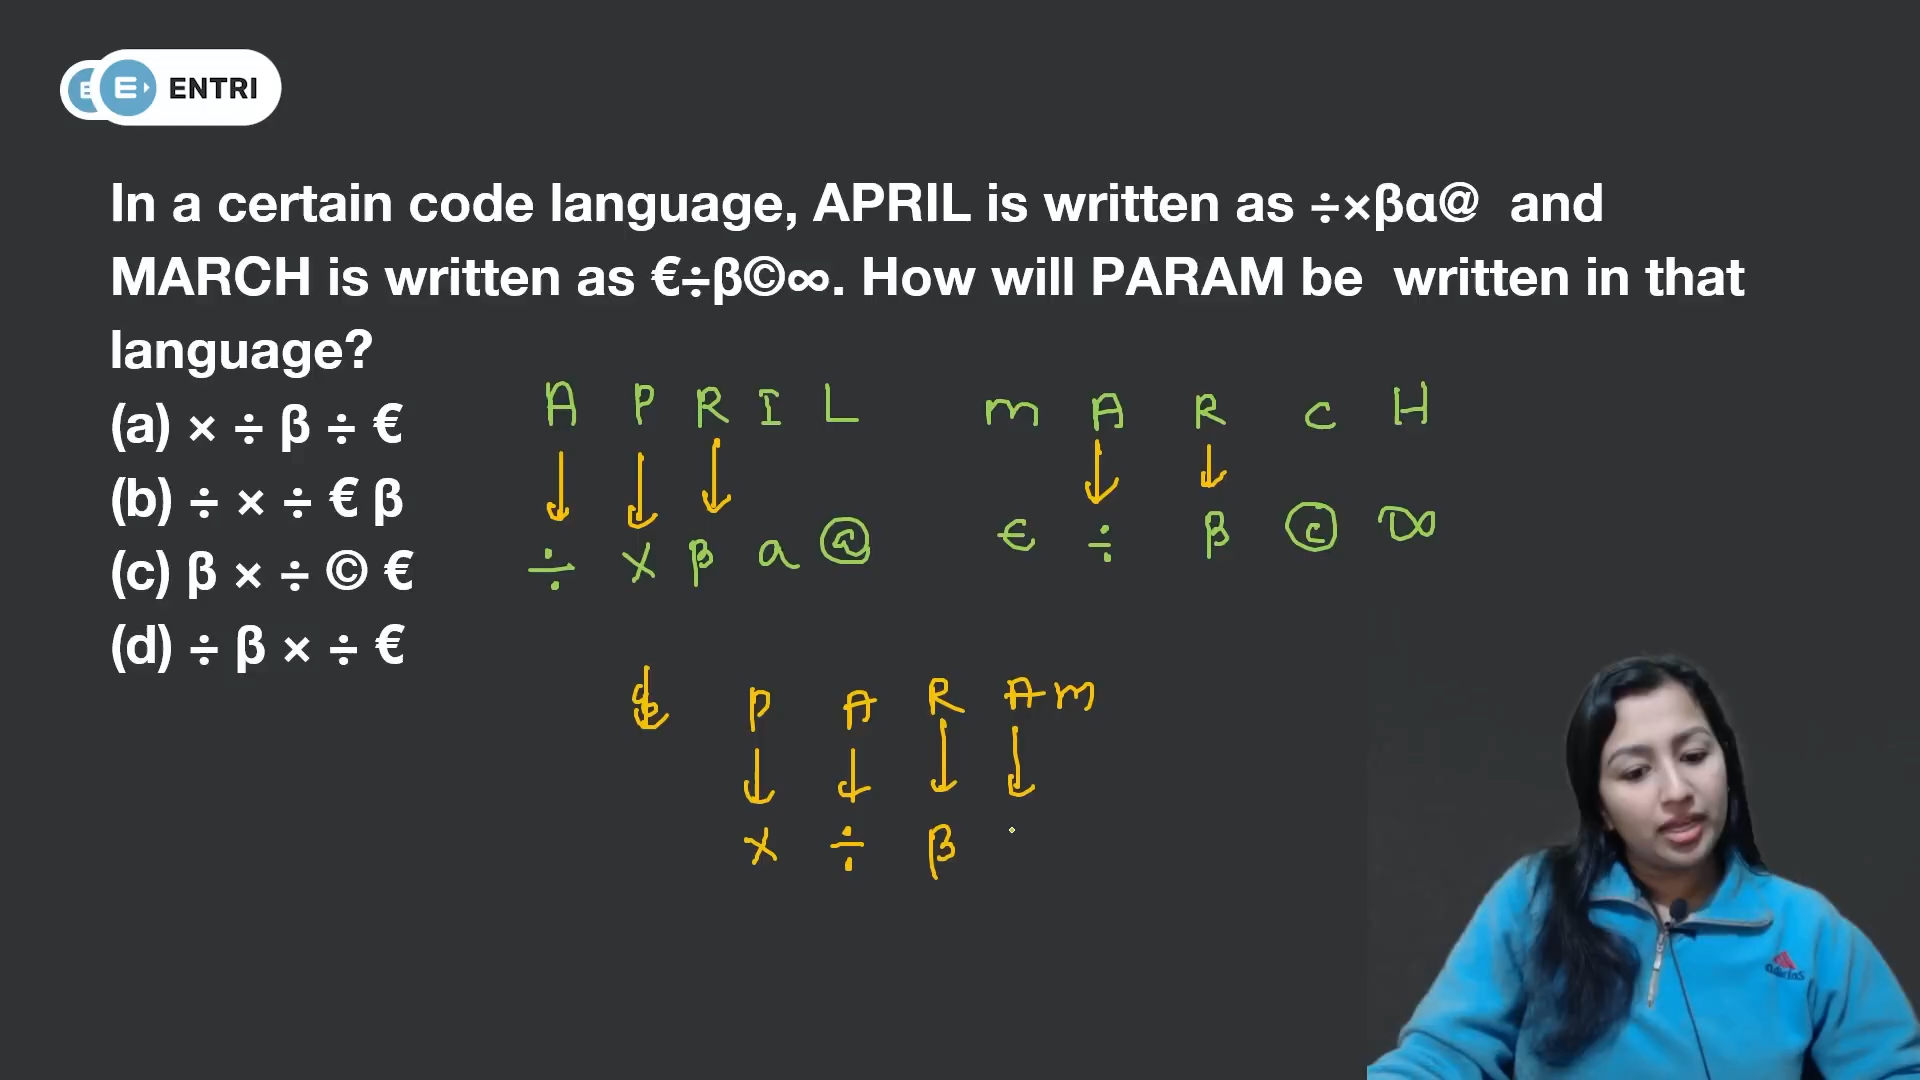 ENTRI
In a certain code language, APRIL is written as ÷×βα@ and
MARCH is written as €÷β©∞. How will PARAM be written in that
language?
(a) × ÷ β ÷ €
(b) ÷ × ÷ € β
(c) β × ÷ © €
(d) ÷ β × ÷ €
A P R I L m A R C H
÷ × β a @ € ÷ β © ∞
P A R A m
× ÷ β
adidas